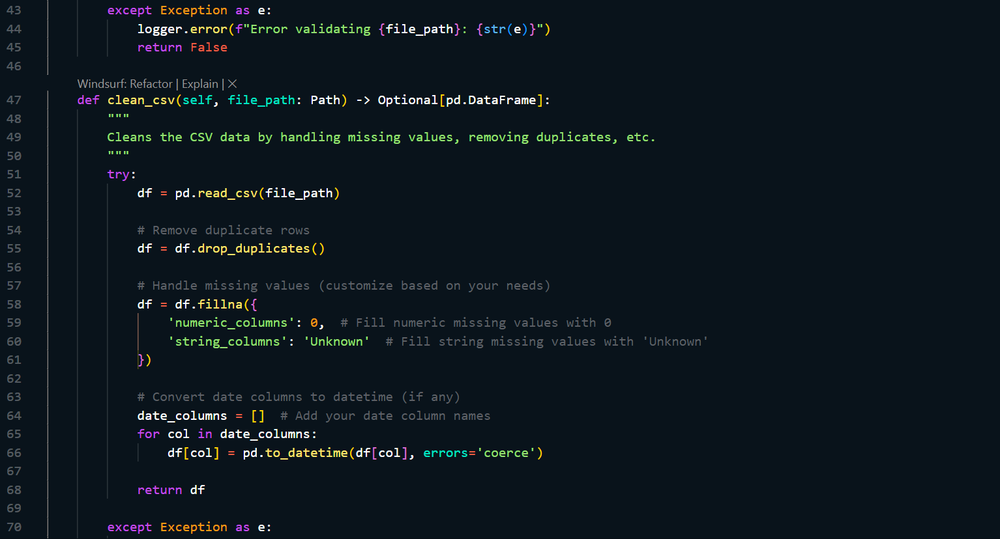 43 except Exception as e:
44 logger.error(f"Error validating {file_path}: {str(e)}")
45 return False
46
Windsurf: Refactor | Explain | ×
47 def clean_csv(self, file_path: Path) -> Optional[pd.DataFrame]:
48 """
49 Cleans the CSV data by handling missing values, removing duplicates, etc.
50 """
51 try:
52 df = pd.read_csv(file_path)
53
54 # Remove duplicate rows
55 df = df.drop_duplicates()
56
57 # Handle missing values (customize based on your needs)
58 df = df.fillna({
59 'numeric_columns': 0,  # Fill numeric missing values with 0
60 'string_columns': 'Unknown'  # Fill string missing values with 'Unknown'
61 })
62
63 # Convert date columns to datetime (if any)
64 date_columns = []  # Add your date column names
65 for col in date_columns:
66 df[col] = pd.to_datetime(df[col], errors='coerce')
67
68 return df
69
70 except Exception as e: